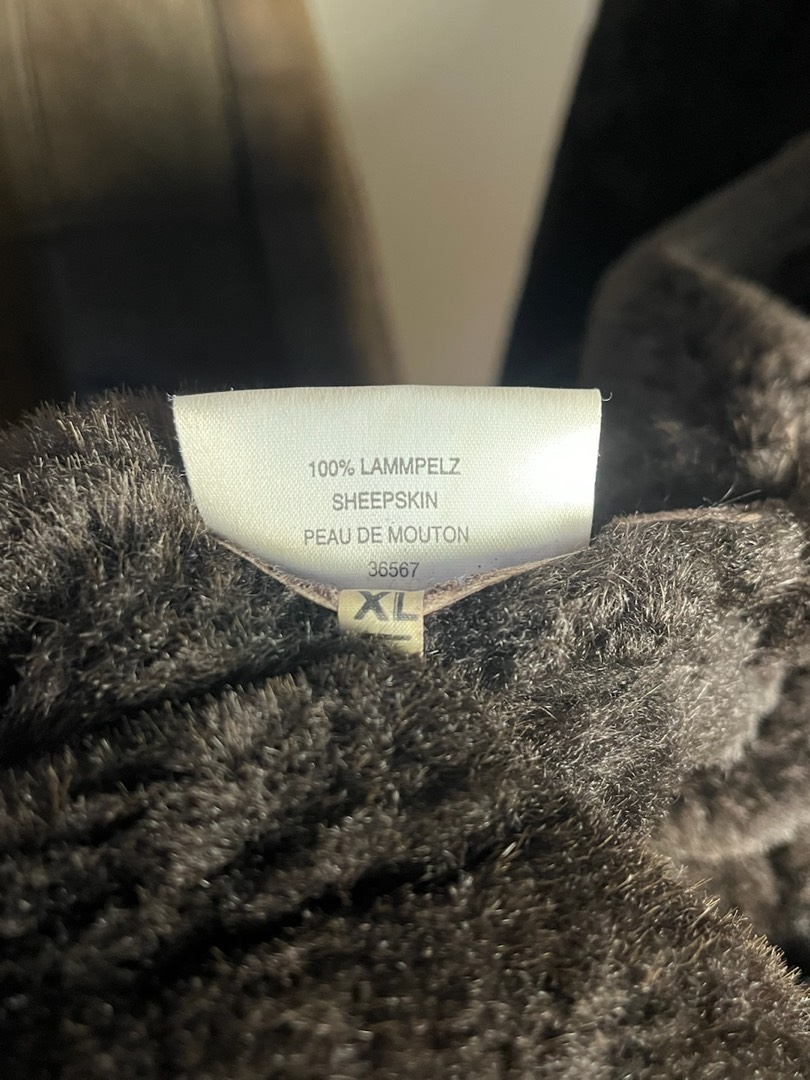 100% LAMMPELZ
SHEEPSKIN
PEAU DE MOUTON
36567
XL